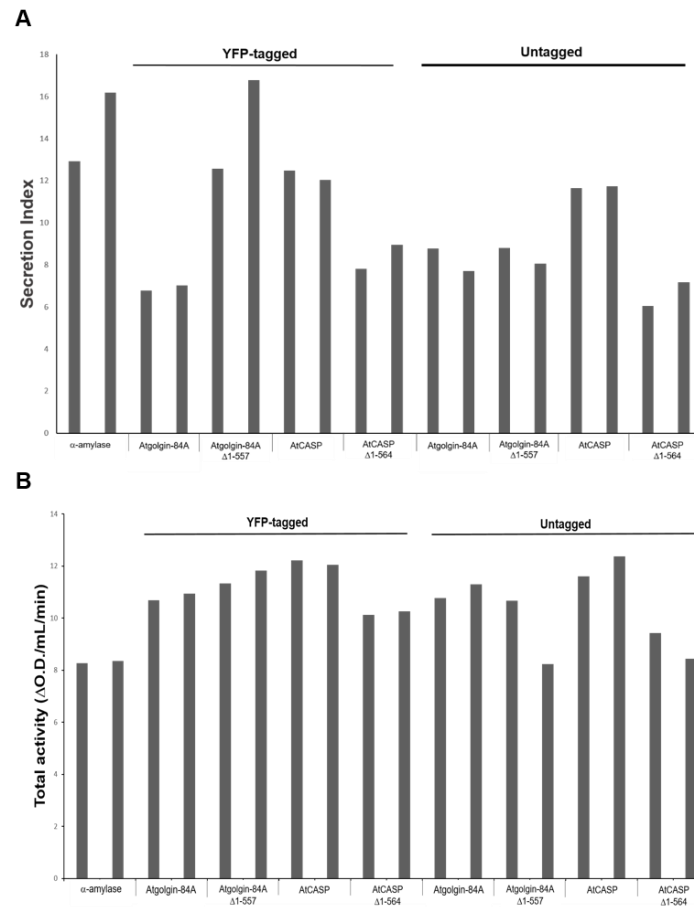 A
YFP-tagged
Untagged
Secretion Index
18
16
14
12
10
8
6
4
2
0
α-amylase
Atgolgin-84A
Atgolgin-84A
Δ1-557
AtCASP
AtCASP
Δ1-564
Atgolgin-84A
Atgolgin-84A
Δ1-557
AtCASP
AtCASP
Δ1-564
B
YFP-tagged
Untagged
Total activity (ΔO.D./mL/min)
14
12
10
8
6
4
2
0
α-amylase
Atgolgin-84A
Atgolgin-84A
Δ1-557
AtCASP
AtCASP
Δ1-564
Atgolgin-84A
Atgolgin-84A
Δ1-557
AtCASP
AtCASP
Δ1-564